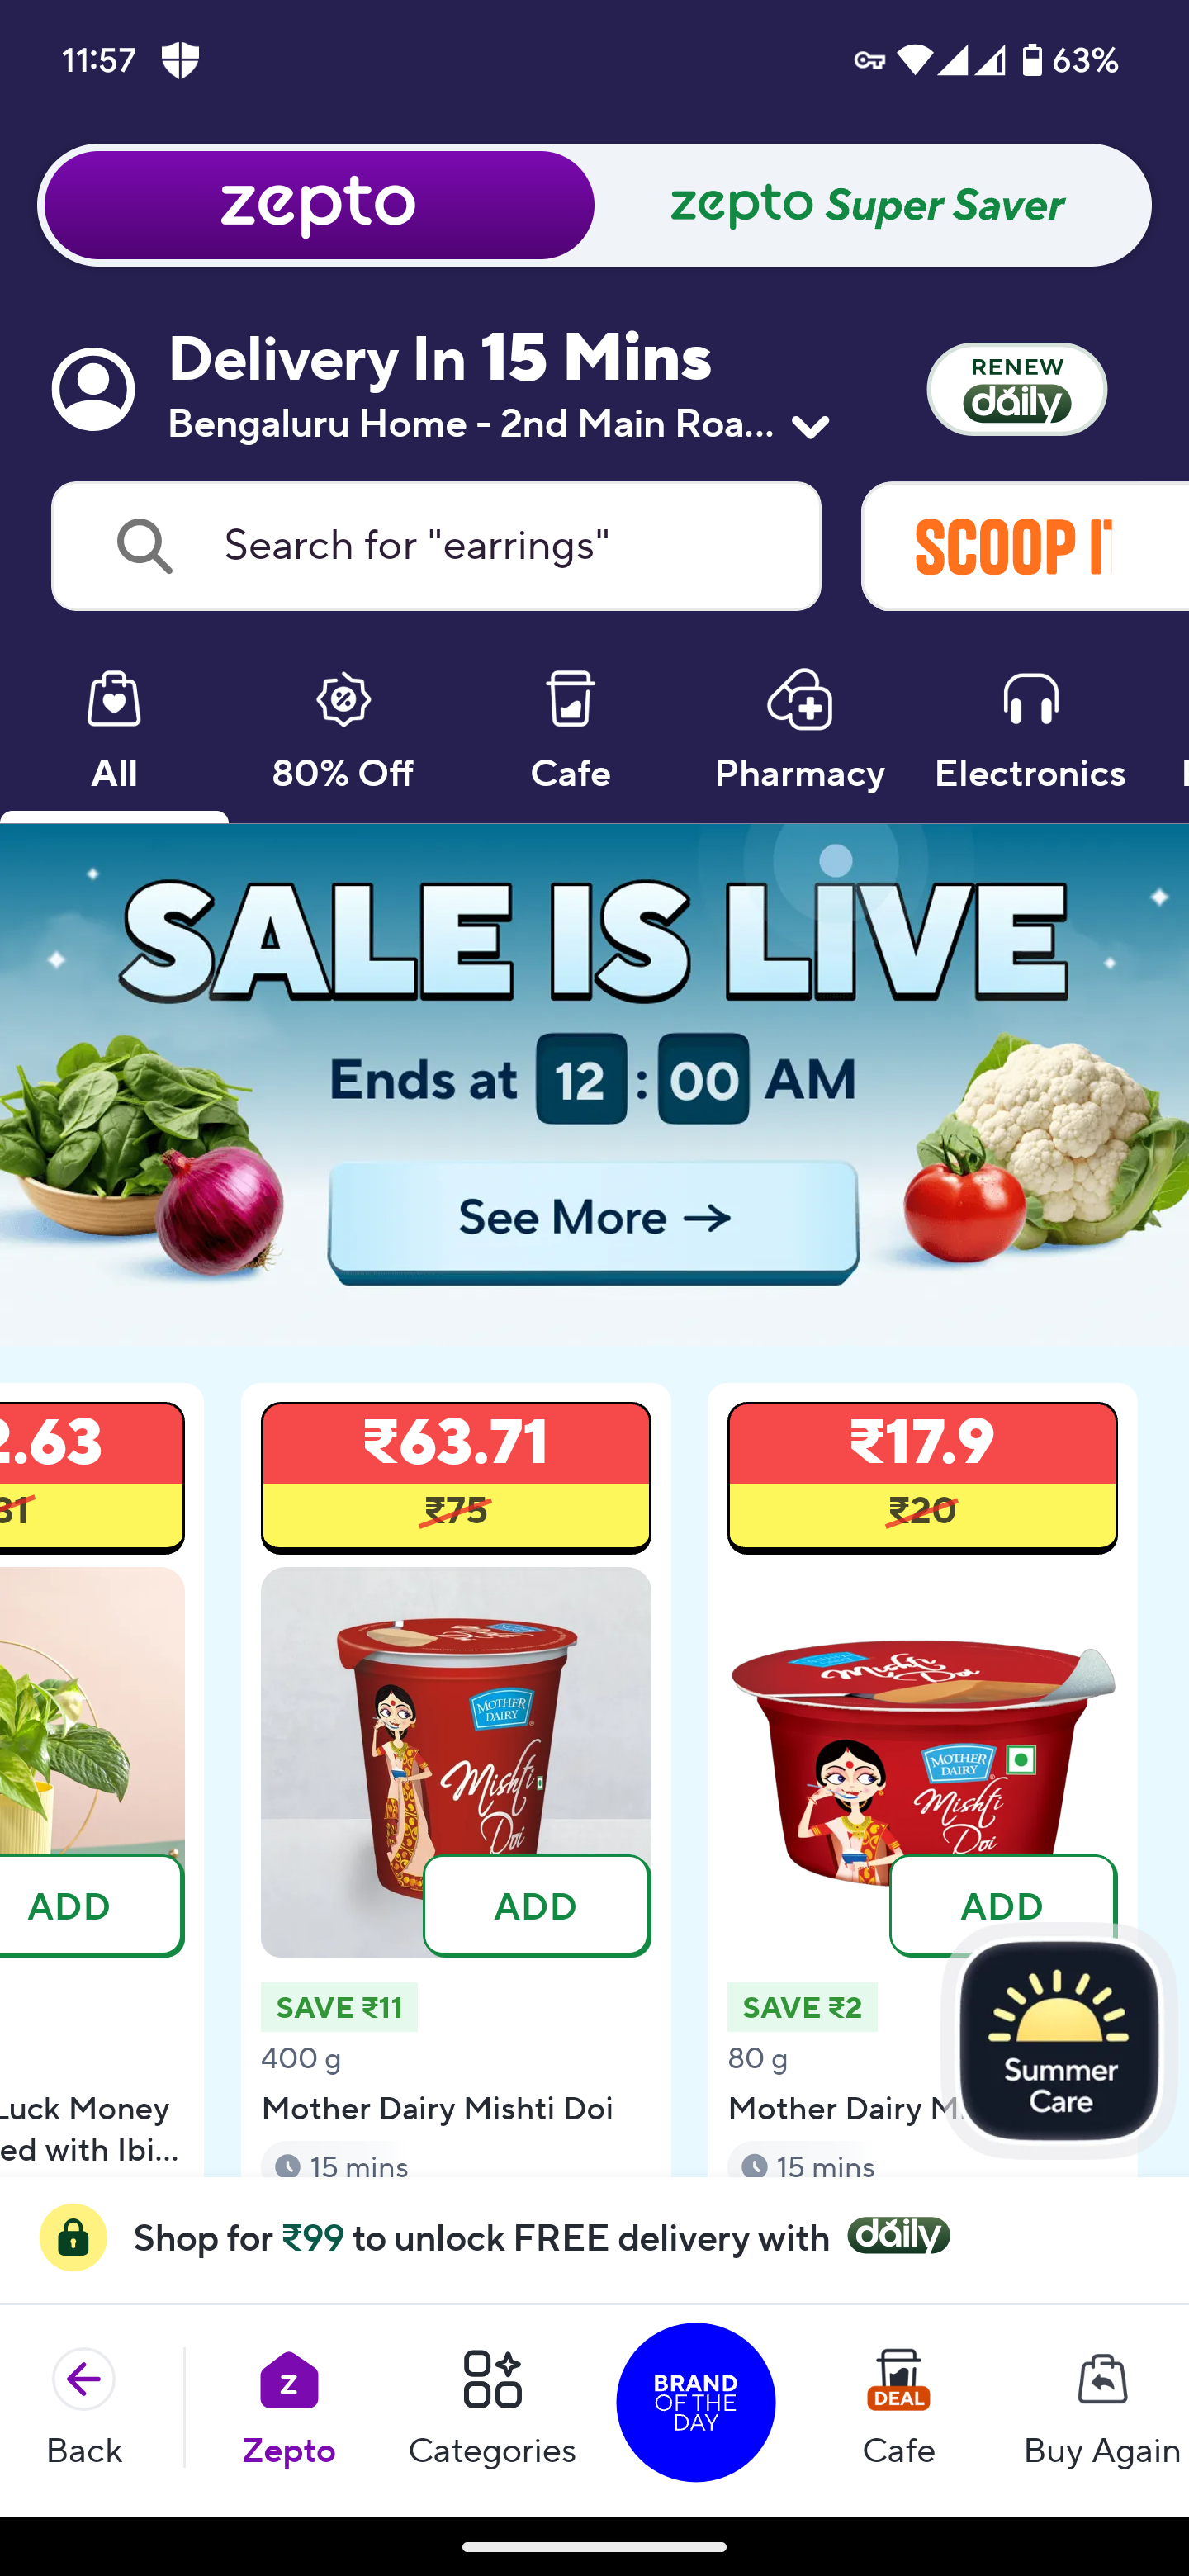 11:57
63%
zepto
zepto Super Saver
Delivery In 15 Mins
Bengaluru Home - 2nd Main Roa...
RENEW
daily
Search for "earrings"
SCOOP I
All
80% Off
Cafe
Pharmacy
Electronics
SALE IS LIVE
Ends at 12 : 00 AM
See More →
2.63
31
₹63.71
₹75
₹17.9
₹20
MOTHER DAIRY
Mishti Doi
Mishti Doi
MOTHER DAIRY
Mishti Doi
ADD
ADD
ADD
SAVE ₹11
SAVE ₹2
400 g
80 g
Luck Money
ed with Ibi...
Mother Dairy Mishti Doi
Mother Dairy M
15 mins
15 mins
Summer
Care
Shop for ₹99 to unlock FREE delivery with daily
Back
Z
Zepto
Categories
BRAND
OF THE
DAY
DEAL
Cafe
Buy Again